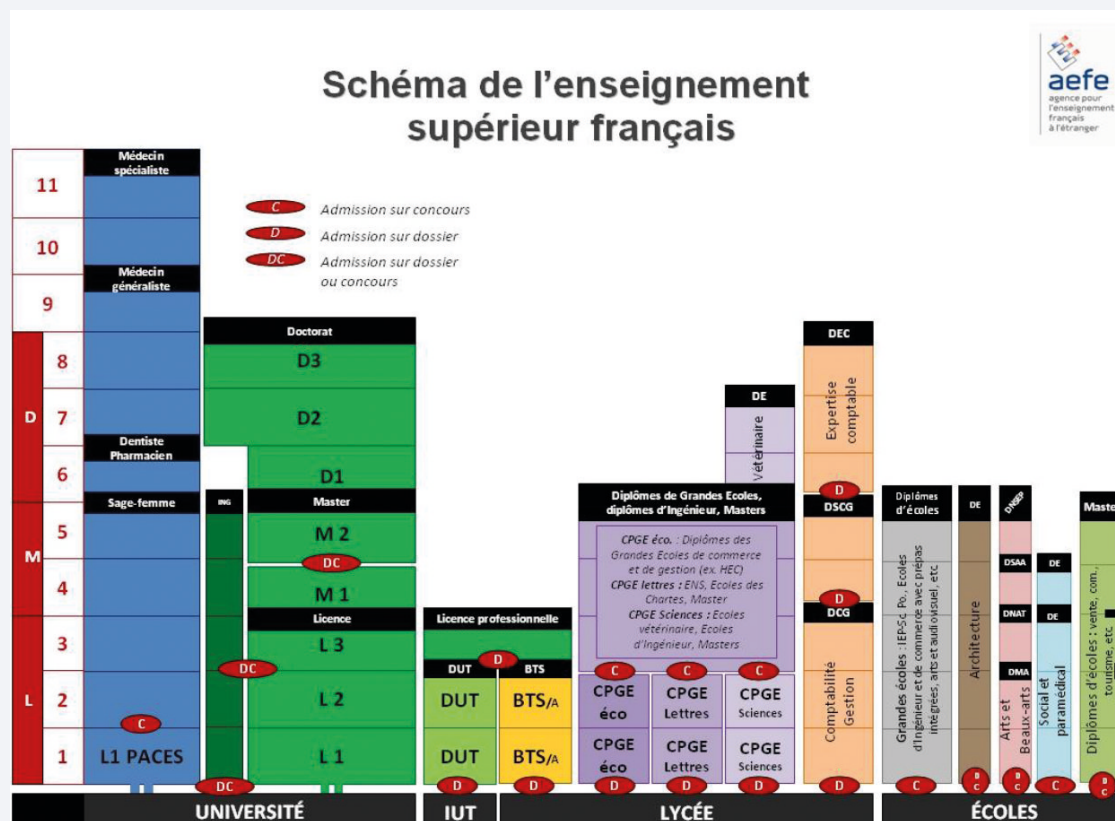 Schéma de l’enseignement
supérieur français
aefe
agence pour
l'enseignement
français
à l'étranger
C Admission sur concours
D Admission sur dossier
DC Admission sur dossier
ou concours
11
10
9
8
7
6
5
4
3
2
1
D
M
L
Médecin
spécialiste
Médecin
généraliste
Dentiste
Pharmacien
Sage-femme
C
L1 PACES
ING
DC
DC
Doctorat
D3
D2
D1
Master
M 2
DC
M 1
Licence
L 3
L 2
L 1
Licence professionnelle
D
DUT
BTS
DUT
BTS/A
DUT
BTS/A
D
D
DE
Vétérinaire
Diplômes de Grandes Ecoles,
diplômes d'Ingénieur, Masters
CPGE éco. : Diplômes des
Grandes Ecoles de commerce
et de gestion (ex. HEC)
CPGE lettres : ENS, Ecoles des
Chartes, Master
CPGE Sciences : Ecoles
vétérinaire, Ecoles
d'Ingénieur, Masters
C
C
C
CPGE
éco
CPGE
Lettres
CPGE
Sciences
CPGE
éco
CPGE
Lettres
CPGE
Sciences
D
D
D
DEC
Expertise
comptable
D
DSCG
D
DCG
Comptabilité
Gestion
D
Diplômes
d'écoles
Grandes écoles : IEP-Sc Po., Ecoles
d'Ingénieur et de commerce avec prépas
intégrées, arts et audiovisuel, etc
C
DE
Architecture
D
C
DNSEP
DSAA
DNAT
DMA
Arts et
Beaux-arts
D
C
DE
DE
Social et
paramédical
C
Master
Diplômes d'écoles : vente, com.,
tourisme, etc
D
C
UNIVERSITÉ
IUT
LYCÉE
ÉCOLES